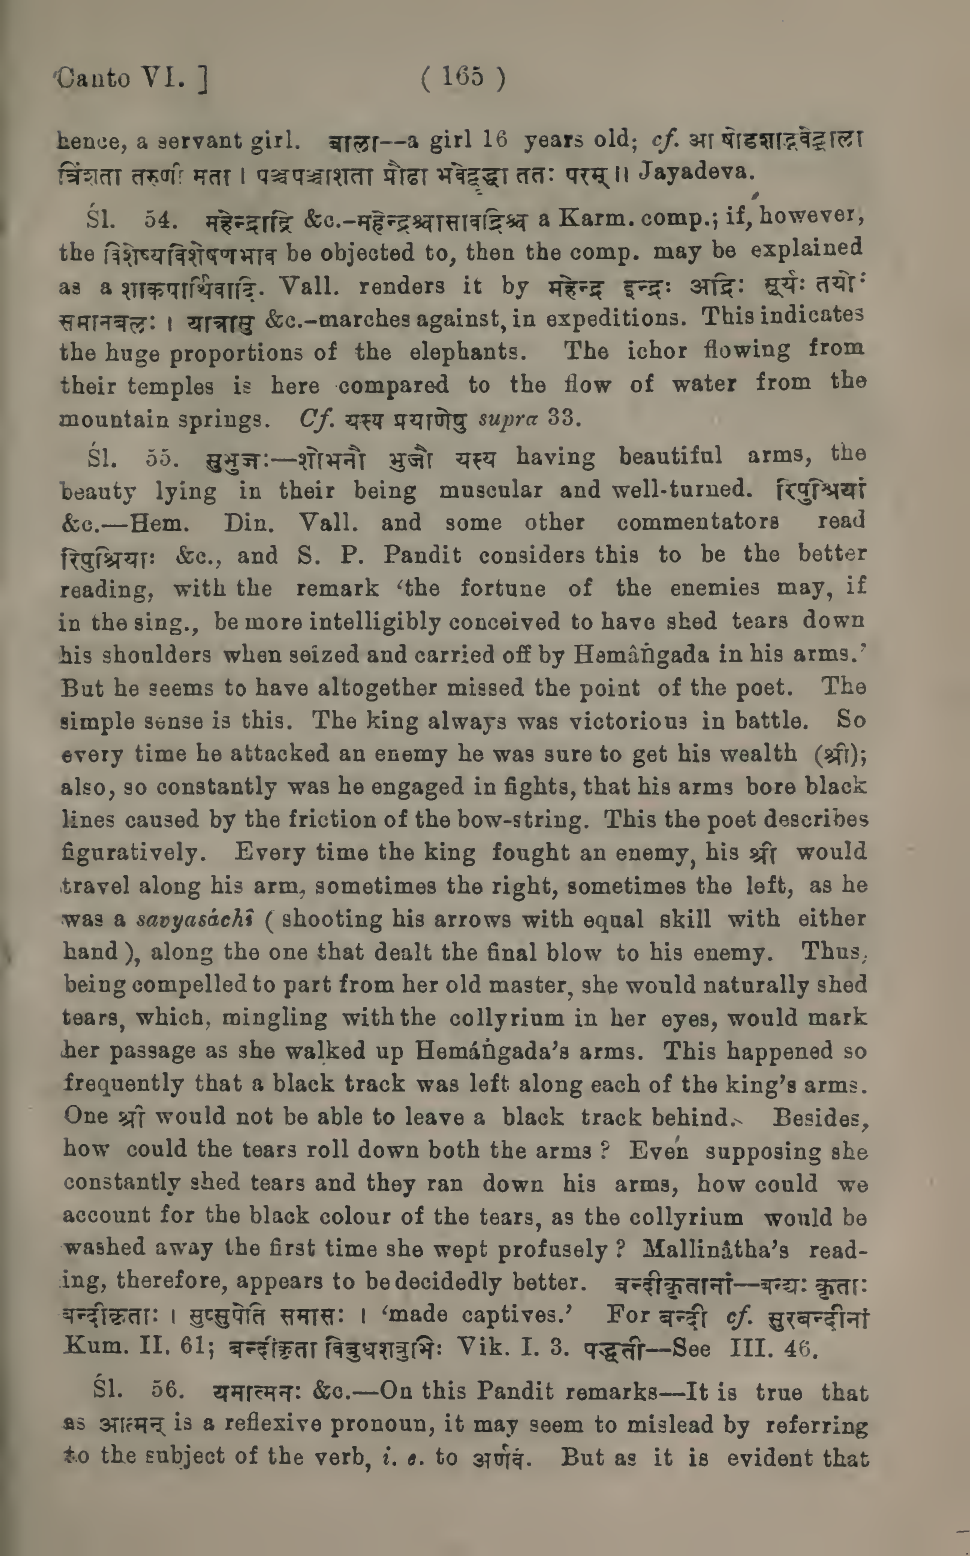 Canto VI. ] ( 165 )
hence, a servant girl. बाला--a girl 16 years old; cf. आ षोडशाद्भवेद्बाला
त्रिंशता तरुणी मता । पञ्चपञ्चाशता प्रौढा भवेद्वृद्धा ततः परम् ॥ Jayadeva.
Śl. 54. महेन्द्राद्रि &c.-महेन्द्रश्चासावद्रिश्च a Karm. comp.; if, however,
the विशेष्यविशेषणभाव be objected to, then the comp. may be explained
as a शाकपार्थिवादि. Vall. renders it by महेन्द्र इन्द्रः अद्रिः सूर्यः तयोः
समानबलः । यात्रासु &c.-marches against, in expeditions. This indicates
the huge proportions of the elephants. The ichor flowing from
their temples is here compared to the flow of water from the
mountain springs. Cf. यस्य प्रयाणेषु supra 33.
Śl. 55. सुभुजः—शोभनौ भुजौ यस्य having beautiful arms, the
beauty lying in their being muscular and well-turned. रिपुश्रियां
&c.—Hem. Din. Vall. and some other commentators read
रिपुश्रियाः &c., and S. P. Pandit considers this to be the better
reading, with the remark ‘the fortune of the enemies may, if
in the sing., be more intelligibly conceived to have shed tears down
his shoulders when seized and carried off by Hemâṅgada in his arms.’
But he seems to have altogether missed the point of the poet. The
simple sense is this. The king always was victorious in battle. So
every time he attacked an enemy he was sure to get his wealth (श्री);
also, so constantly was he engaged in fights, that his arms bore black
lines caused by the friction of the bow-string. This the poet describes
figuratively. Every time the king fought an enemy, his श्री would
travel along his arm, sometimes the right, sometimes the left, as he
was a savyasáchî ( shooting his arrows with equal skill with either
hand ), along the one that dealt the final blow to his enemy. Thus,
being compelled to part from her old master, she would naturally shed
tears, which, mingling with the collyrium in her eyes, would mark
her passage as she walked up Hemáṅgada’s arms. This happened so
frequently that a black track was left along each of the king’s arms.
One श्री would not be able to leave a black track behind. Besides,
how could the tears roll down both the arms ? Even supposing she
constantly shed tears and they ran down his arms, how could we
account for the black colour of the tears, as the collyrium would be
washed away the first time she wept profusely ? Mallinâtha’s read-
ing, therefore, appears to be decidedly better. बन्दीकृतानां—बन्द्यः कृताः
बन्दीकृताः । सुप्सुपेति समासः । ‘made captives.’ For बन्दी cf. सुरबन्दीनां
Kum. II. 61; बन्दीकृता विबुधशत्रुभिः Vik. I. 3. पद्धती—See III. 46.
Śl. 56. यमात्मनः &c.—On this Pandit remarks—It is true that
as आत्मन् is a reflexive pronoun, it may seem to mislead by referring
to the subject of the verb, i. e. to अर्णवं. But as it is evident that